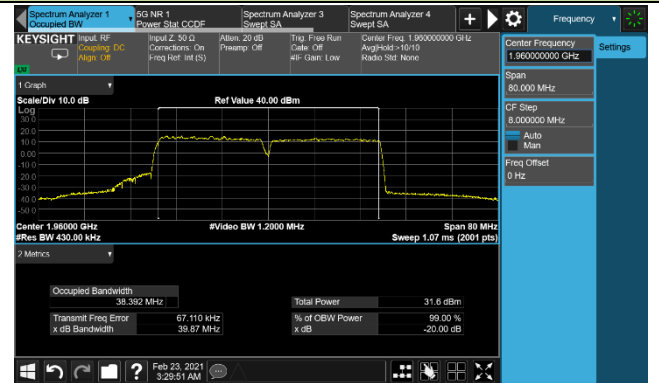 Spectrum Analyzer 1
Occupied BW
5G NR 1
Power Stat CCDF
Spectrum Analyzer 3
Swept SA
Spectrum Analyzer 4
Swept SA
Frequency
KEYSIGHT
Input: RF
Coupling: DC
Align: Off
Input Z: 50 Ω
Corrections: On
Freq Ref: Int (S)
Atten: 20 dB
Preamp: Off
Trig: Free Run
Gate: Off
#IF Gain: Low
Center Freq: 1.960000000 GHz
Avg|Hold:>10/10
Radio Std: None
Center Frequency
1.960000000 GHz
Settings
Span
80.000 MHz
CF Step
8.000000 MHz
Auto
Man
Freq Offset
0 Hz
1 Graph
Scale/Div 10.0 dB
Ref Value 40.00 dBm
Log
30.0
20.0
10.0
0.00
-10.0
-20.0
-30.0
-40.0
-50.0
Center 1.96000 GHz
#Video BW 1.2000 MHz
Span 80 MHz
#Res BW 430.00 kHz
Sweep 1.07 ms (2001 pts)
2 Metrics
Occupied Bandwidth
38.392 MHz
Total Power
31.6 dBm
Transmit Freq Error
67.110 kHz
% of OBW Power
99.00 %
x dB Bandwidth
39.87 MHz
x dB
-20.00 dB
?
Feb 23, 2021
3:29:51 AM